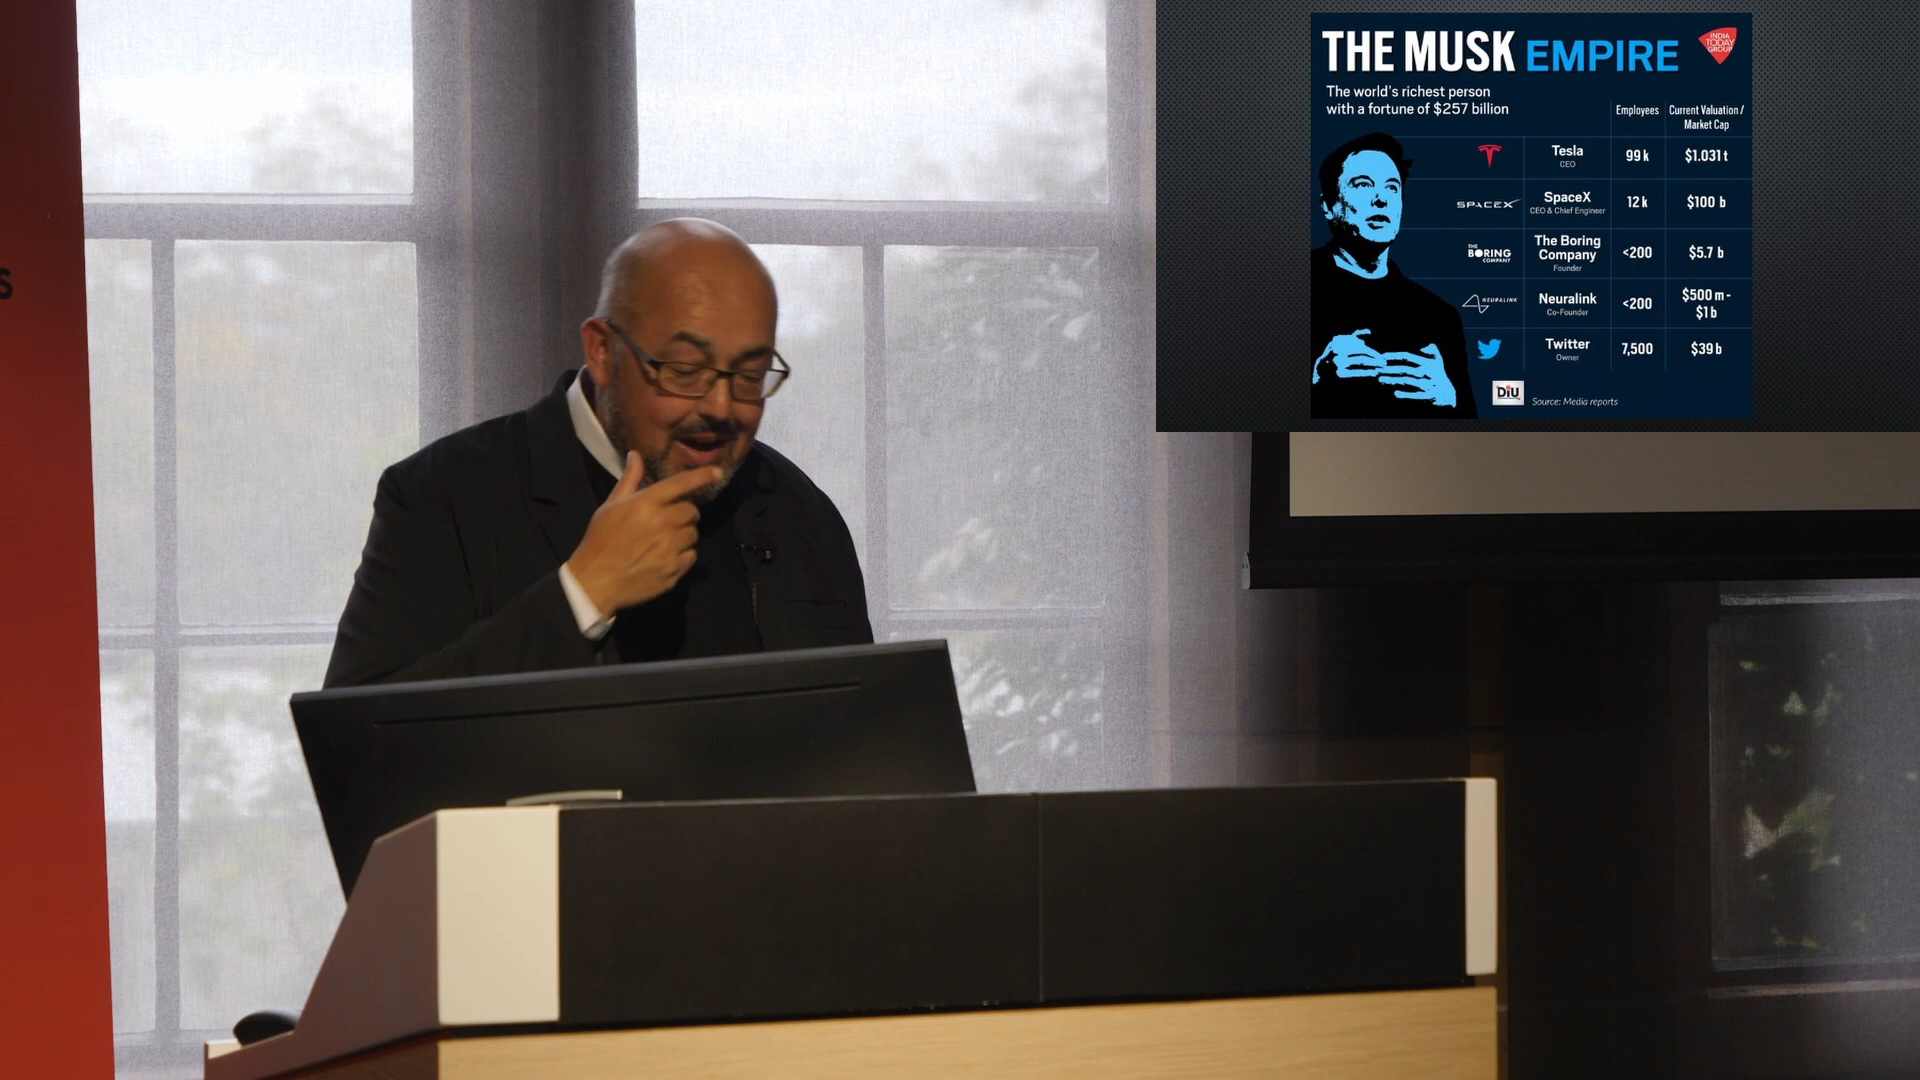 S
THE MUSK EMPIRE
INDIA
TODAY
GROUP
The world's richest person
with a fortune of $257 billion
Employees
Current Valuation /
Market Cap
Tesla
CEO
99 k
$1.031 t
SPACEX
SpaceX
CEO & Chief Engineer
12 k
$100 b
THE
BORING
COMPANY
The Boring
Company
Founder
<200
$5.7 b
NEURALINK
Neuralink
Co-Founder
<200
$500 m -
$1 b
Twitter
Owner
7,500
$39 b
DiU
Source: Media reports